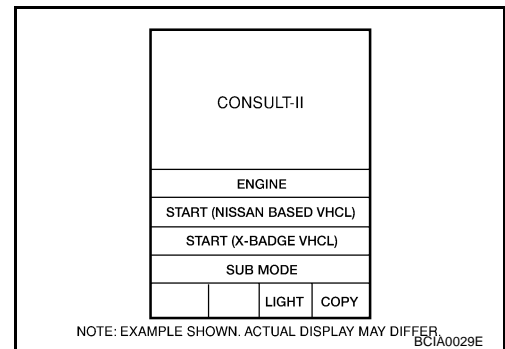 CONSULT-II
ENGINE
START (NISSAN BASED VHCL)
START (X-BADGE VHCL)
SUB MODE
LIGHT COPY
NOTE: EXAMPLE SHOWN. ACTUAL DISPLAY MAY DIFFER.
BCIA0029E